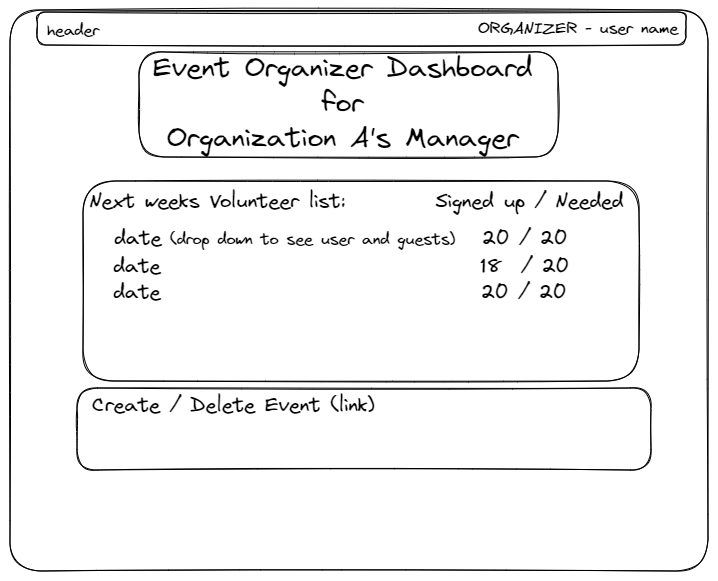 header ORGANIZER - user name
Event Organizer Dashboard
for
Organization A's Manager
Next weeks Volunteer list: Signed up / Needed
date (drop down to see user and guests) 20 / 20
date 18 / 20
date 20 / 20
Create / Delete Event (link)